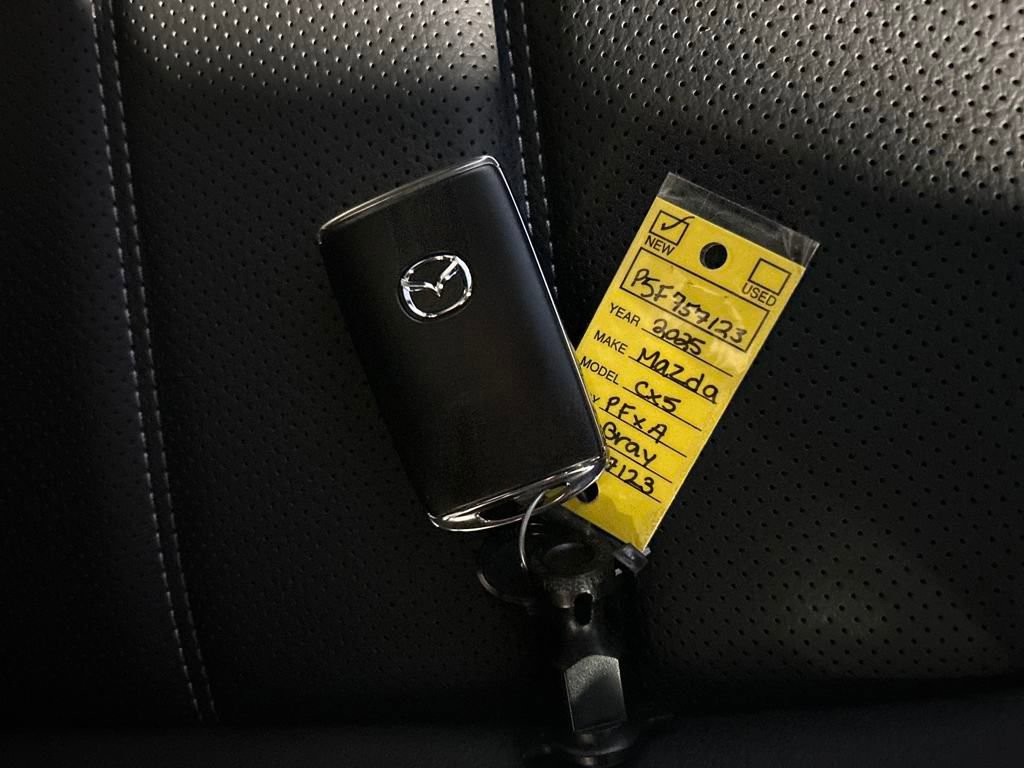 NEW
USED
P5F757123
YEAR 2025
MAKE Mazda
MODEL CX5
PFXA
Gray
7123